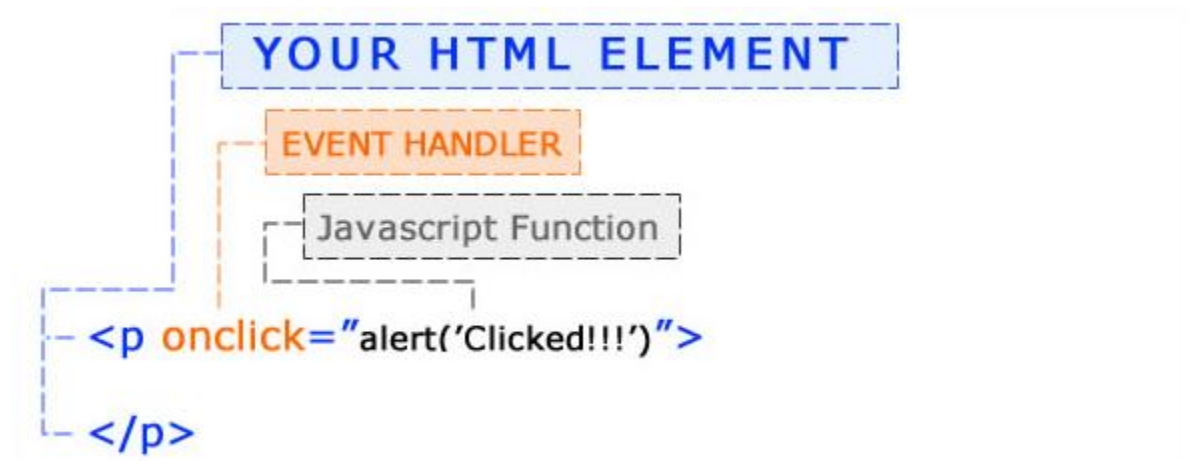 YOUR HTML ELEMENT
EVENT HANDLER
Javascript Function
<p onclick="alert('Clicked!!!')">
</p>